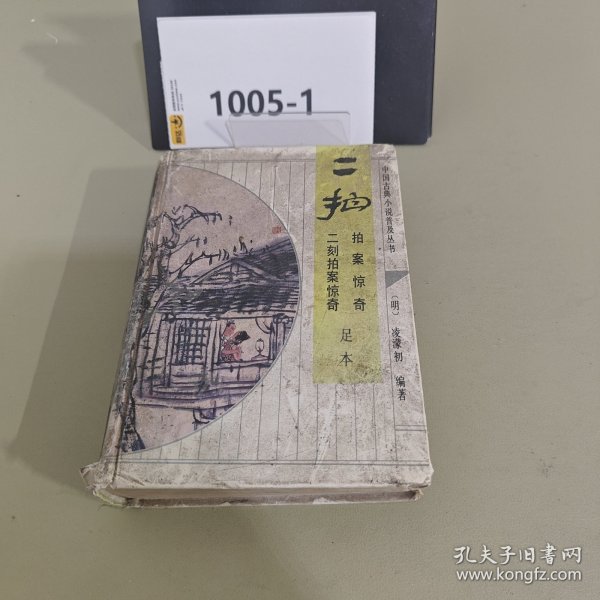 1005-1
二拍
拍案惊奇
二刻拍案惊奇
足本
中国古典小说普及丛书
(明)凌濛初 编著
孔夫子旧书网
www.kongfz.com